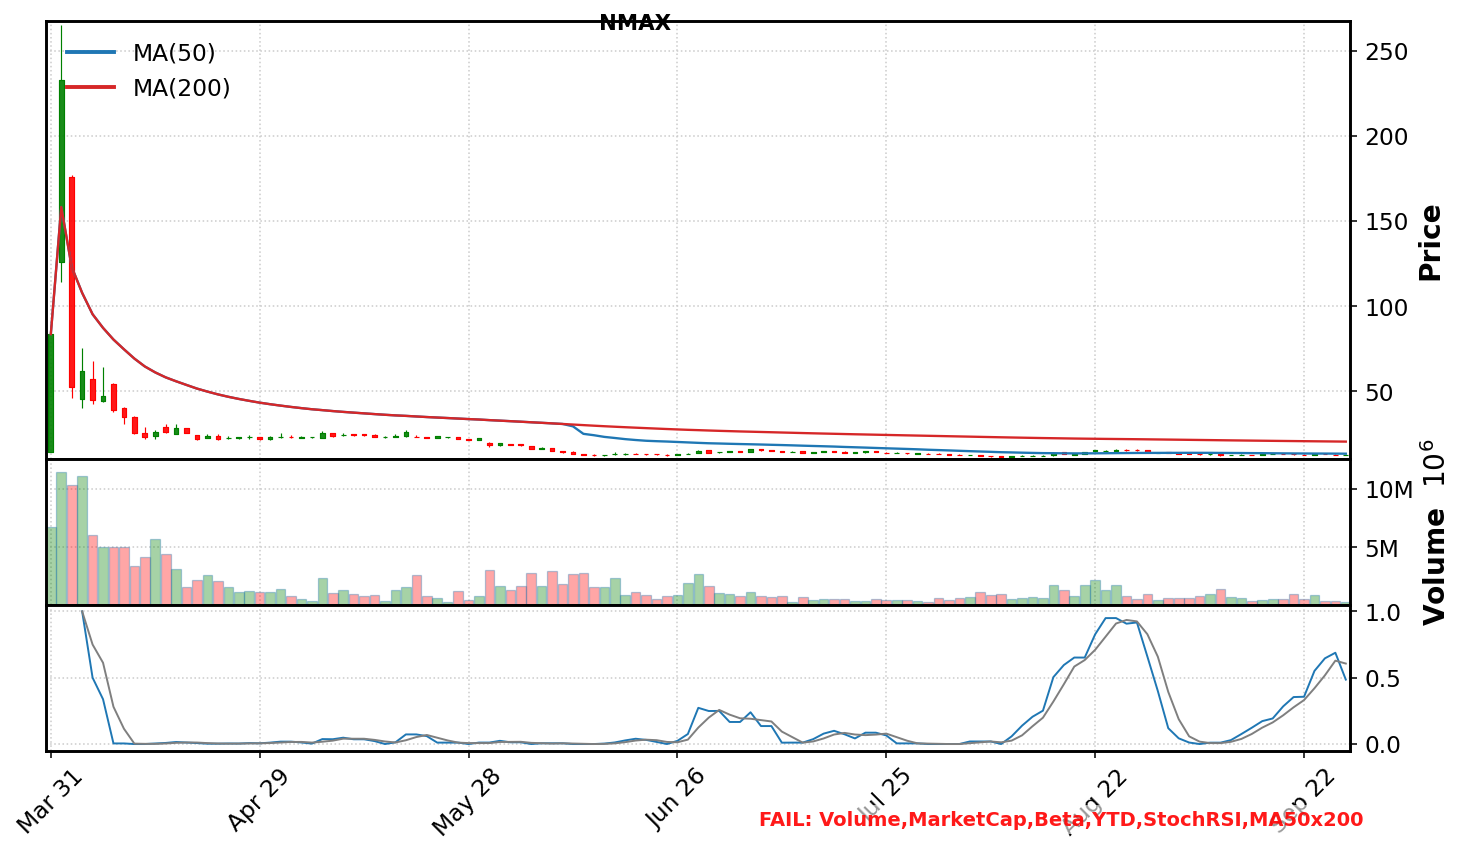 NMAX
MA(50)
MA(200)
250
200
150
100
50
Price
10^6
10M
5M
Volume
1.0
0.5
0.0
Mar 31
Apr 29
May 28
Jun 26
Jul 25
Aug 22
Sep 22
FAIL: Volume,MarketCap,Beta,YTD,StochRSI,MA50x200